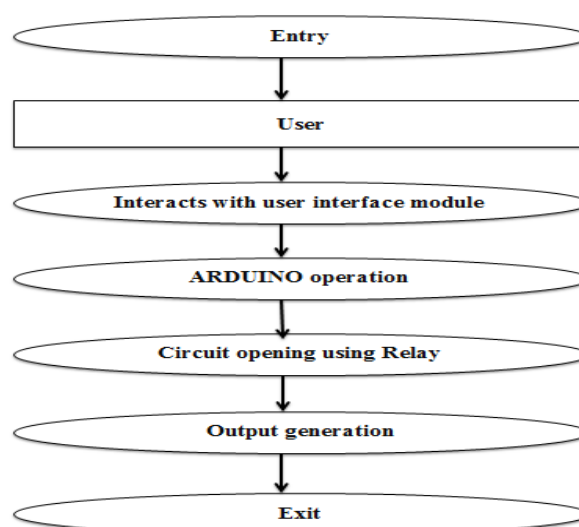 Entry
User
Interacts with user interface module
ARDUINO operation
Circuit opening using Relay
Output generation
Exit